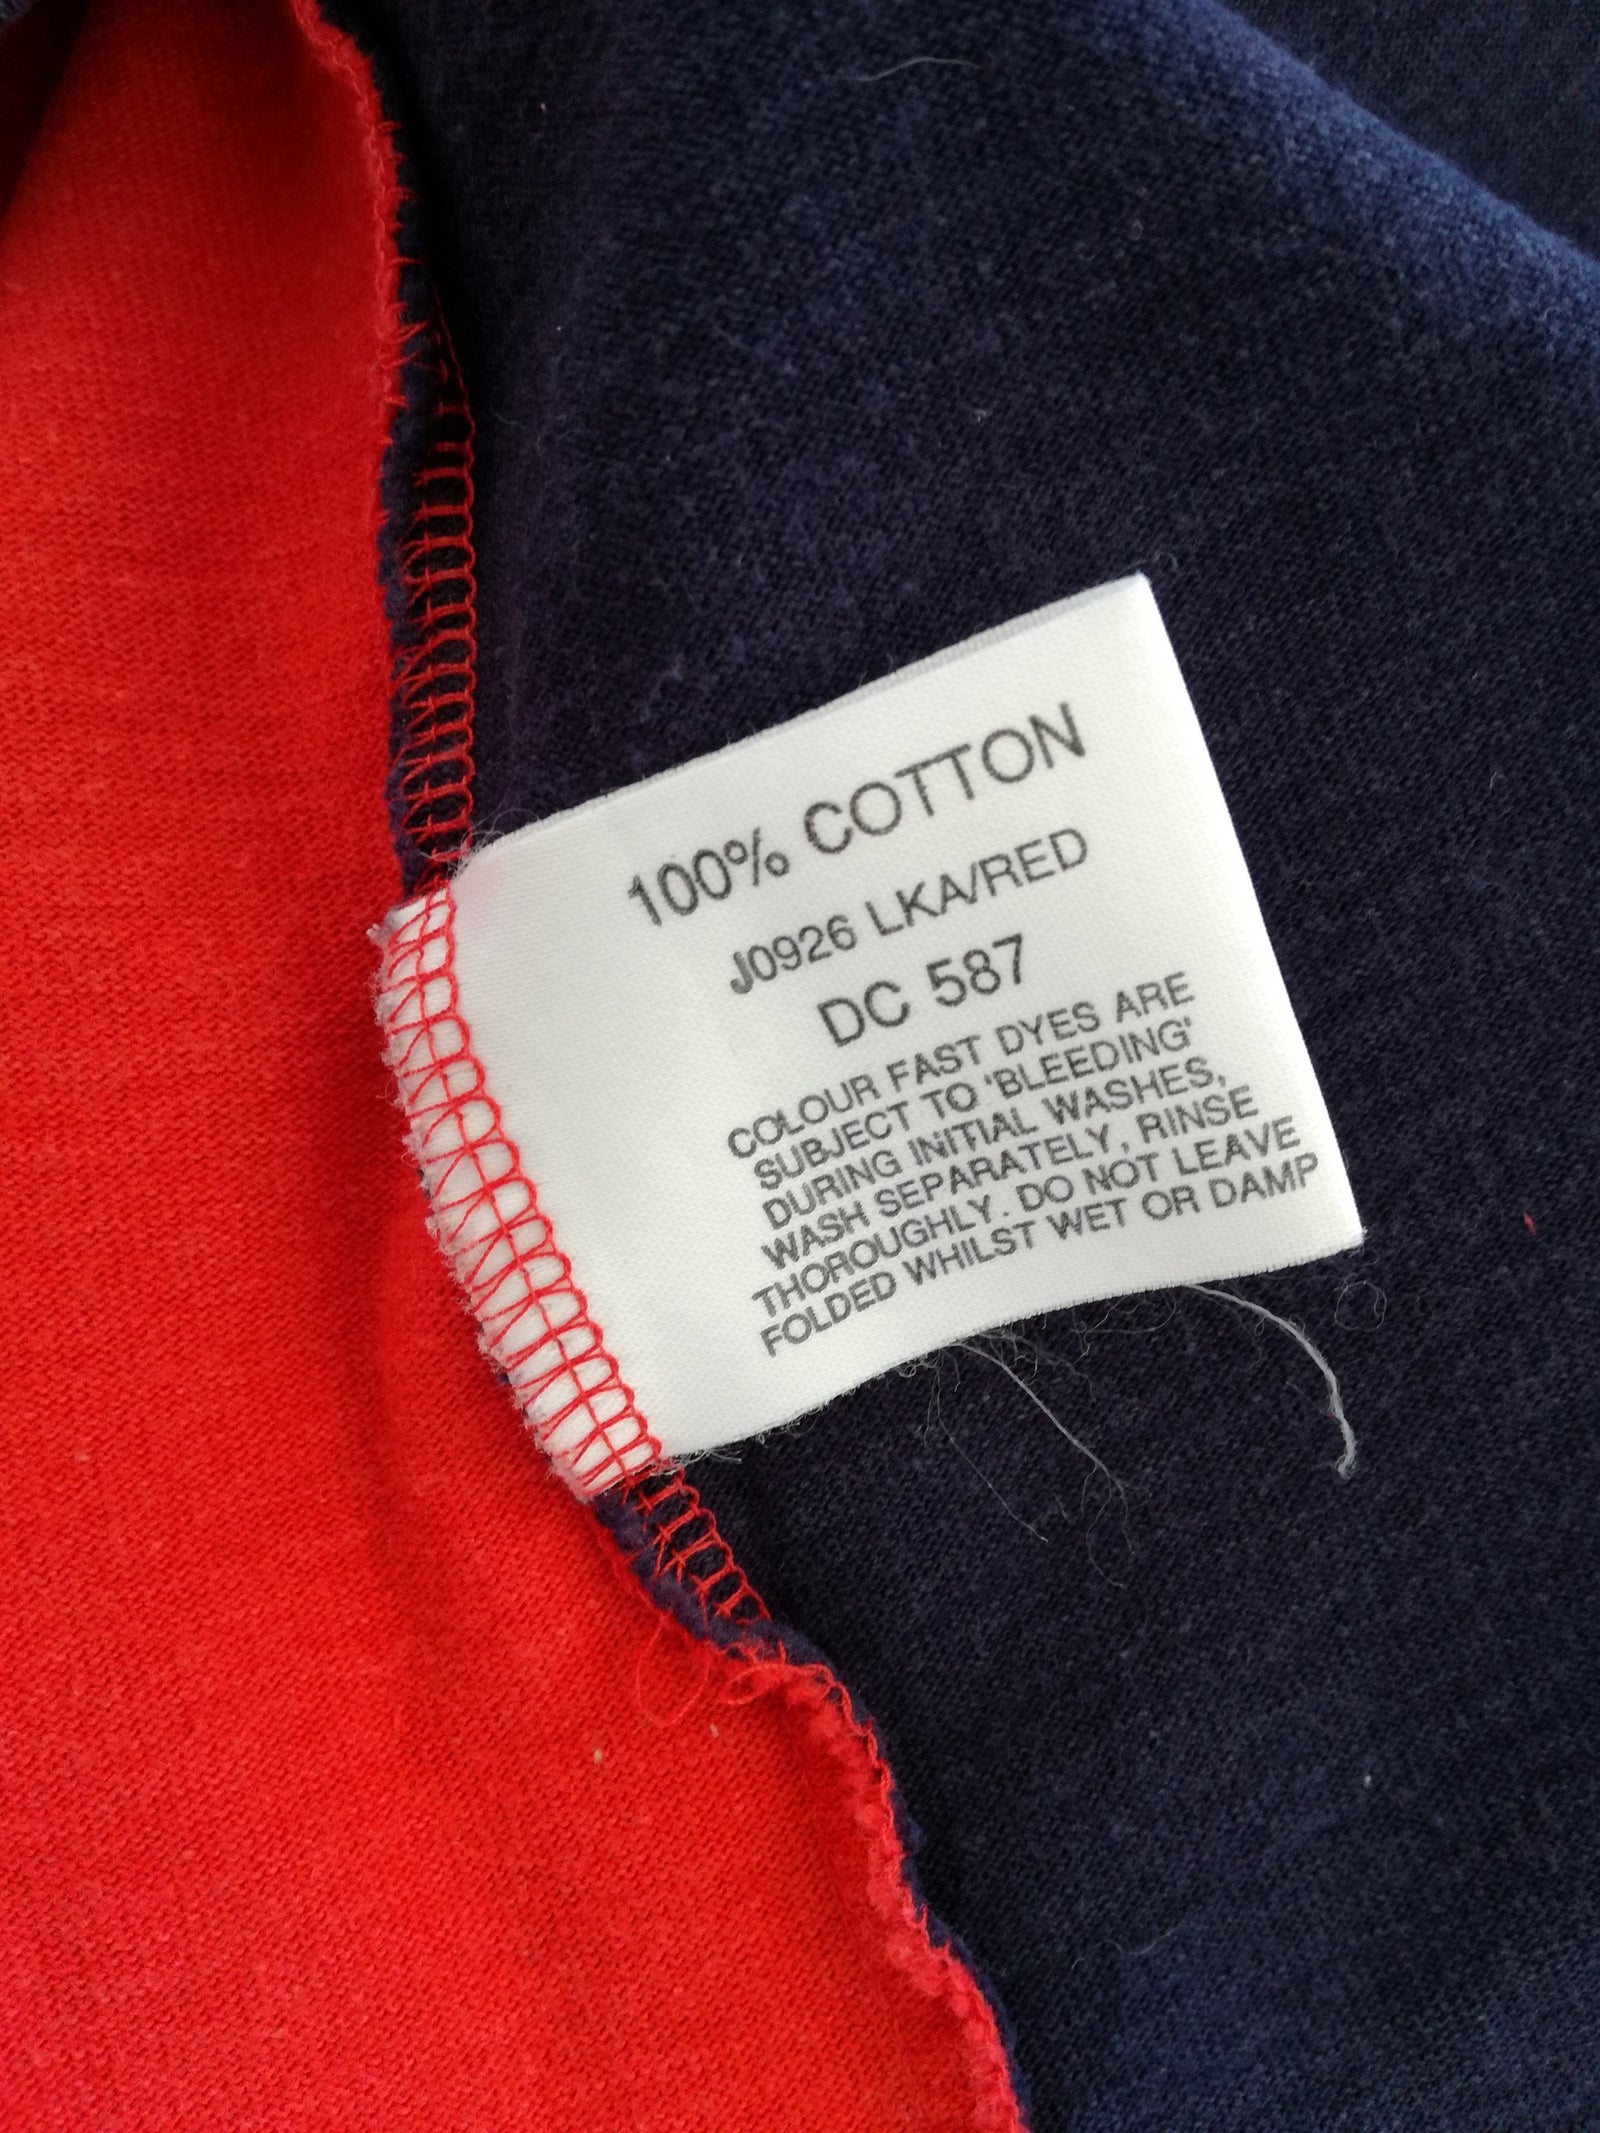 100% COTTON
J0926 LKA/RED
DC 587
COLOUR FAST DYES ARE
SUBJECT TO 'BLEEDING'
DURING INITIAL WASHES,
WASH SEPARATELY, RINSE
THOROUGHLY. DO NOT LEAVE
FOLDED WHILST WET OR DAMP